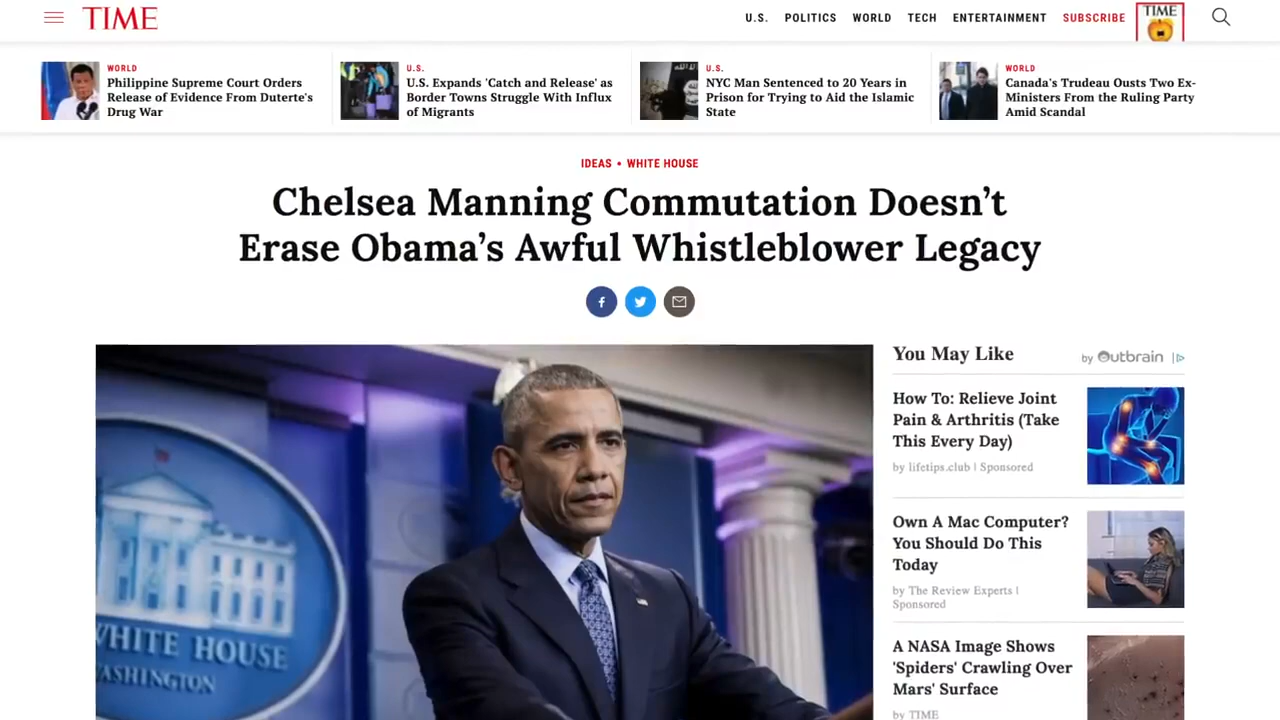 TIME
U.S. POLITICS WORLD TECH ENTERTAINMENT SUBSCRIBE
TIME
WORLD
Philippine Supreme Court Orders
Release of Evidence From Duterte's
Drug War
U.S.
U.S. Expands 'Catch and Release' as
Border Towns Struggle With Influx
of Migrants
U.S.
NYC Man Sentenced to 20 Years in
Prison for Trying to Aid the Islamic
State
WORLD
Canada's Trudeau Ousts Two Ex-
Ministers From the Ruling Party
Amid Scandal
IDEAS • WHITE HOUSE
Chelsea Manning Commutation Doesn’t
Erase Obama’s Awful Whistleblower Legacy
WHITE HOUSE
WASHINGTON
You May Like
by Outbrain
How To: Relieve Joint
Pain & Arthritis (Take
This Every Day)
by lifetips.club | Sponsored
Own A Mac Computer?
You Should Do This
Today
by The Review Experts |
Sponsored
A NASA Image Shows
'Spiders' Crawling Over
Mars' Surface
by TIME